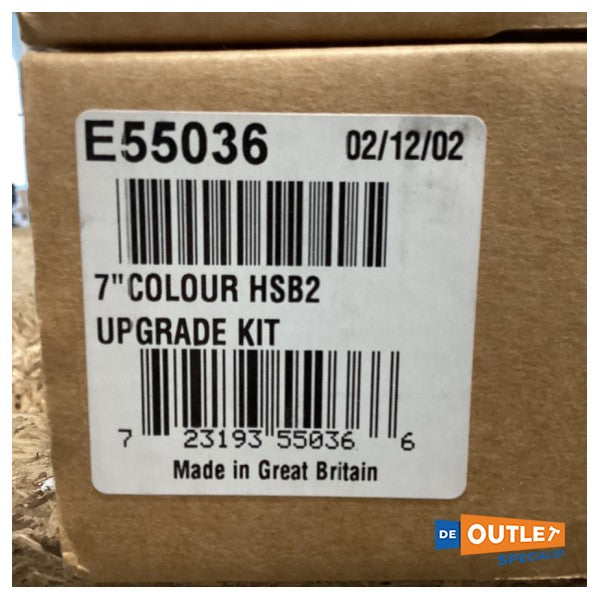 E55036 02/12/02
7"COLOUR HSB2
UPGRADE KIT
7 23193 55036 6
Made in Great Britain
DE OUTLET
SPECIALIST